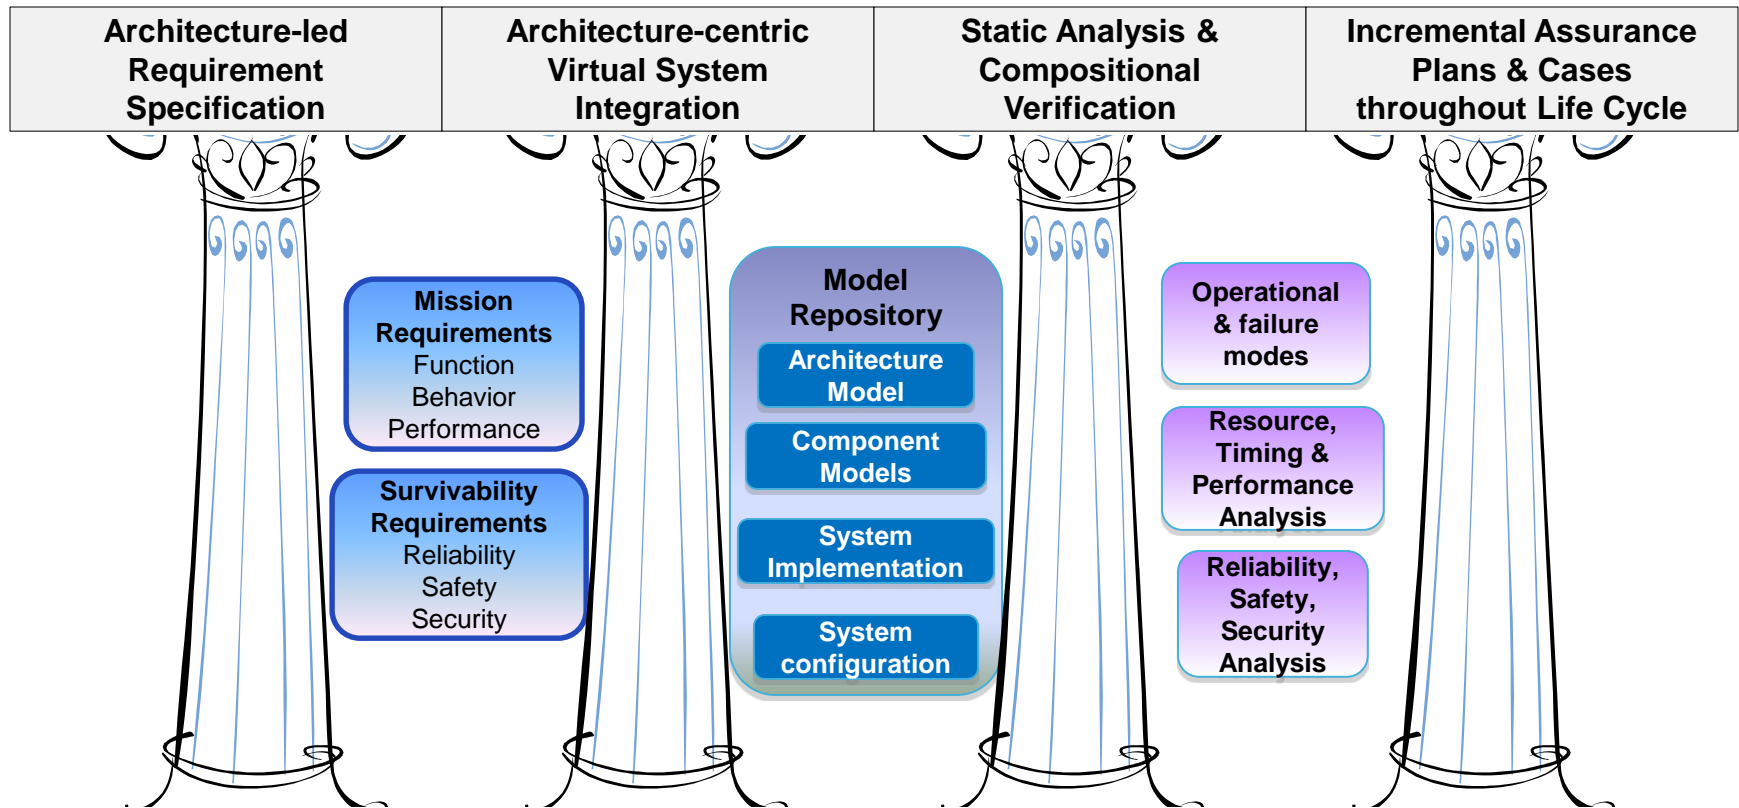 Architecture-led
Requirement
Specification
Architecture-centric
Virtual System
Integration
Static Analysis &
Compositional
Verification
Incremental Assurance
Plans & Cases
throughout Life Cycle
Mission
Requirements
Function
Behavior
Performance
Survivability
Requirements
Reliability
Safety
Security
Model
Repository
Architecture
Model
Component
Models
System
Implementation
System
configuration
Operational
& failure
modes
Resource,
Timing &
Performance
Analysis
Reliability,
Safety,
Security
Analysis